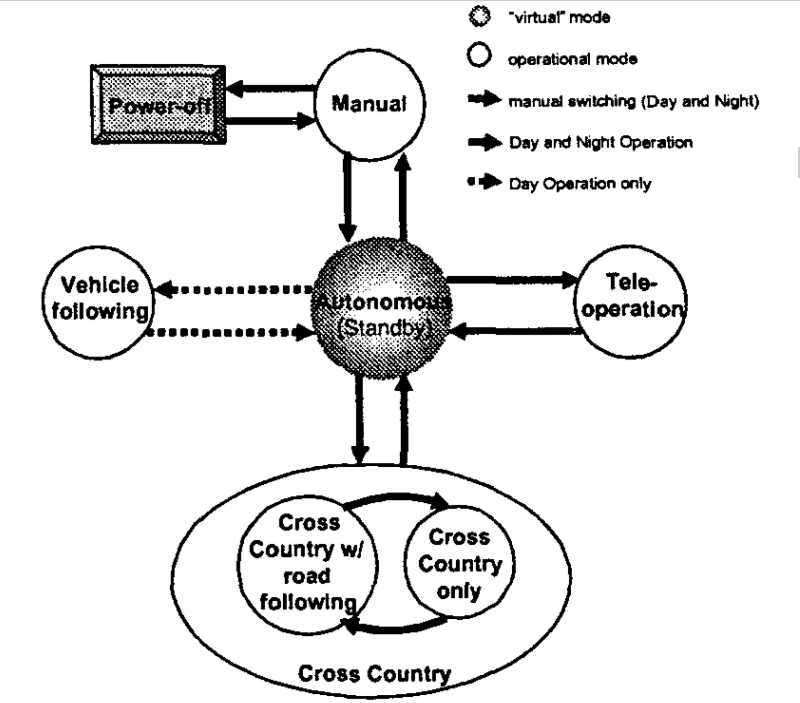 "virtual" mode
operational mode
manual switching (Day and Night)
Day and Night Operation
Day Operation only
Power-off
Manual
Vehicle
following
Autonomous
(Standby)
Tele-
operation
Cross
Country w/
road
following
Cross
Country
only
Cross Country